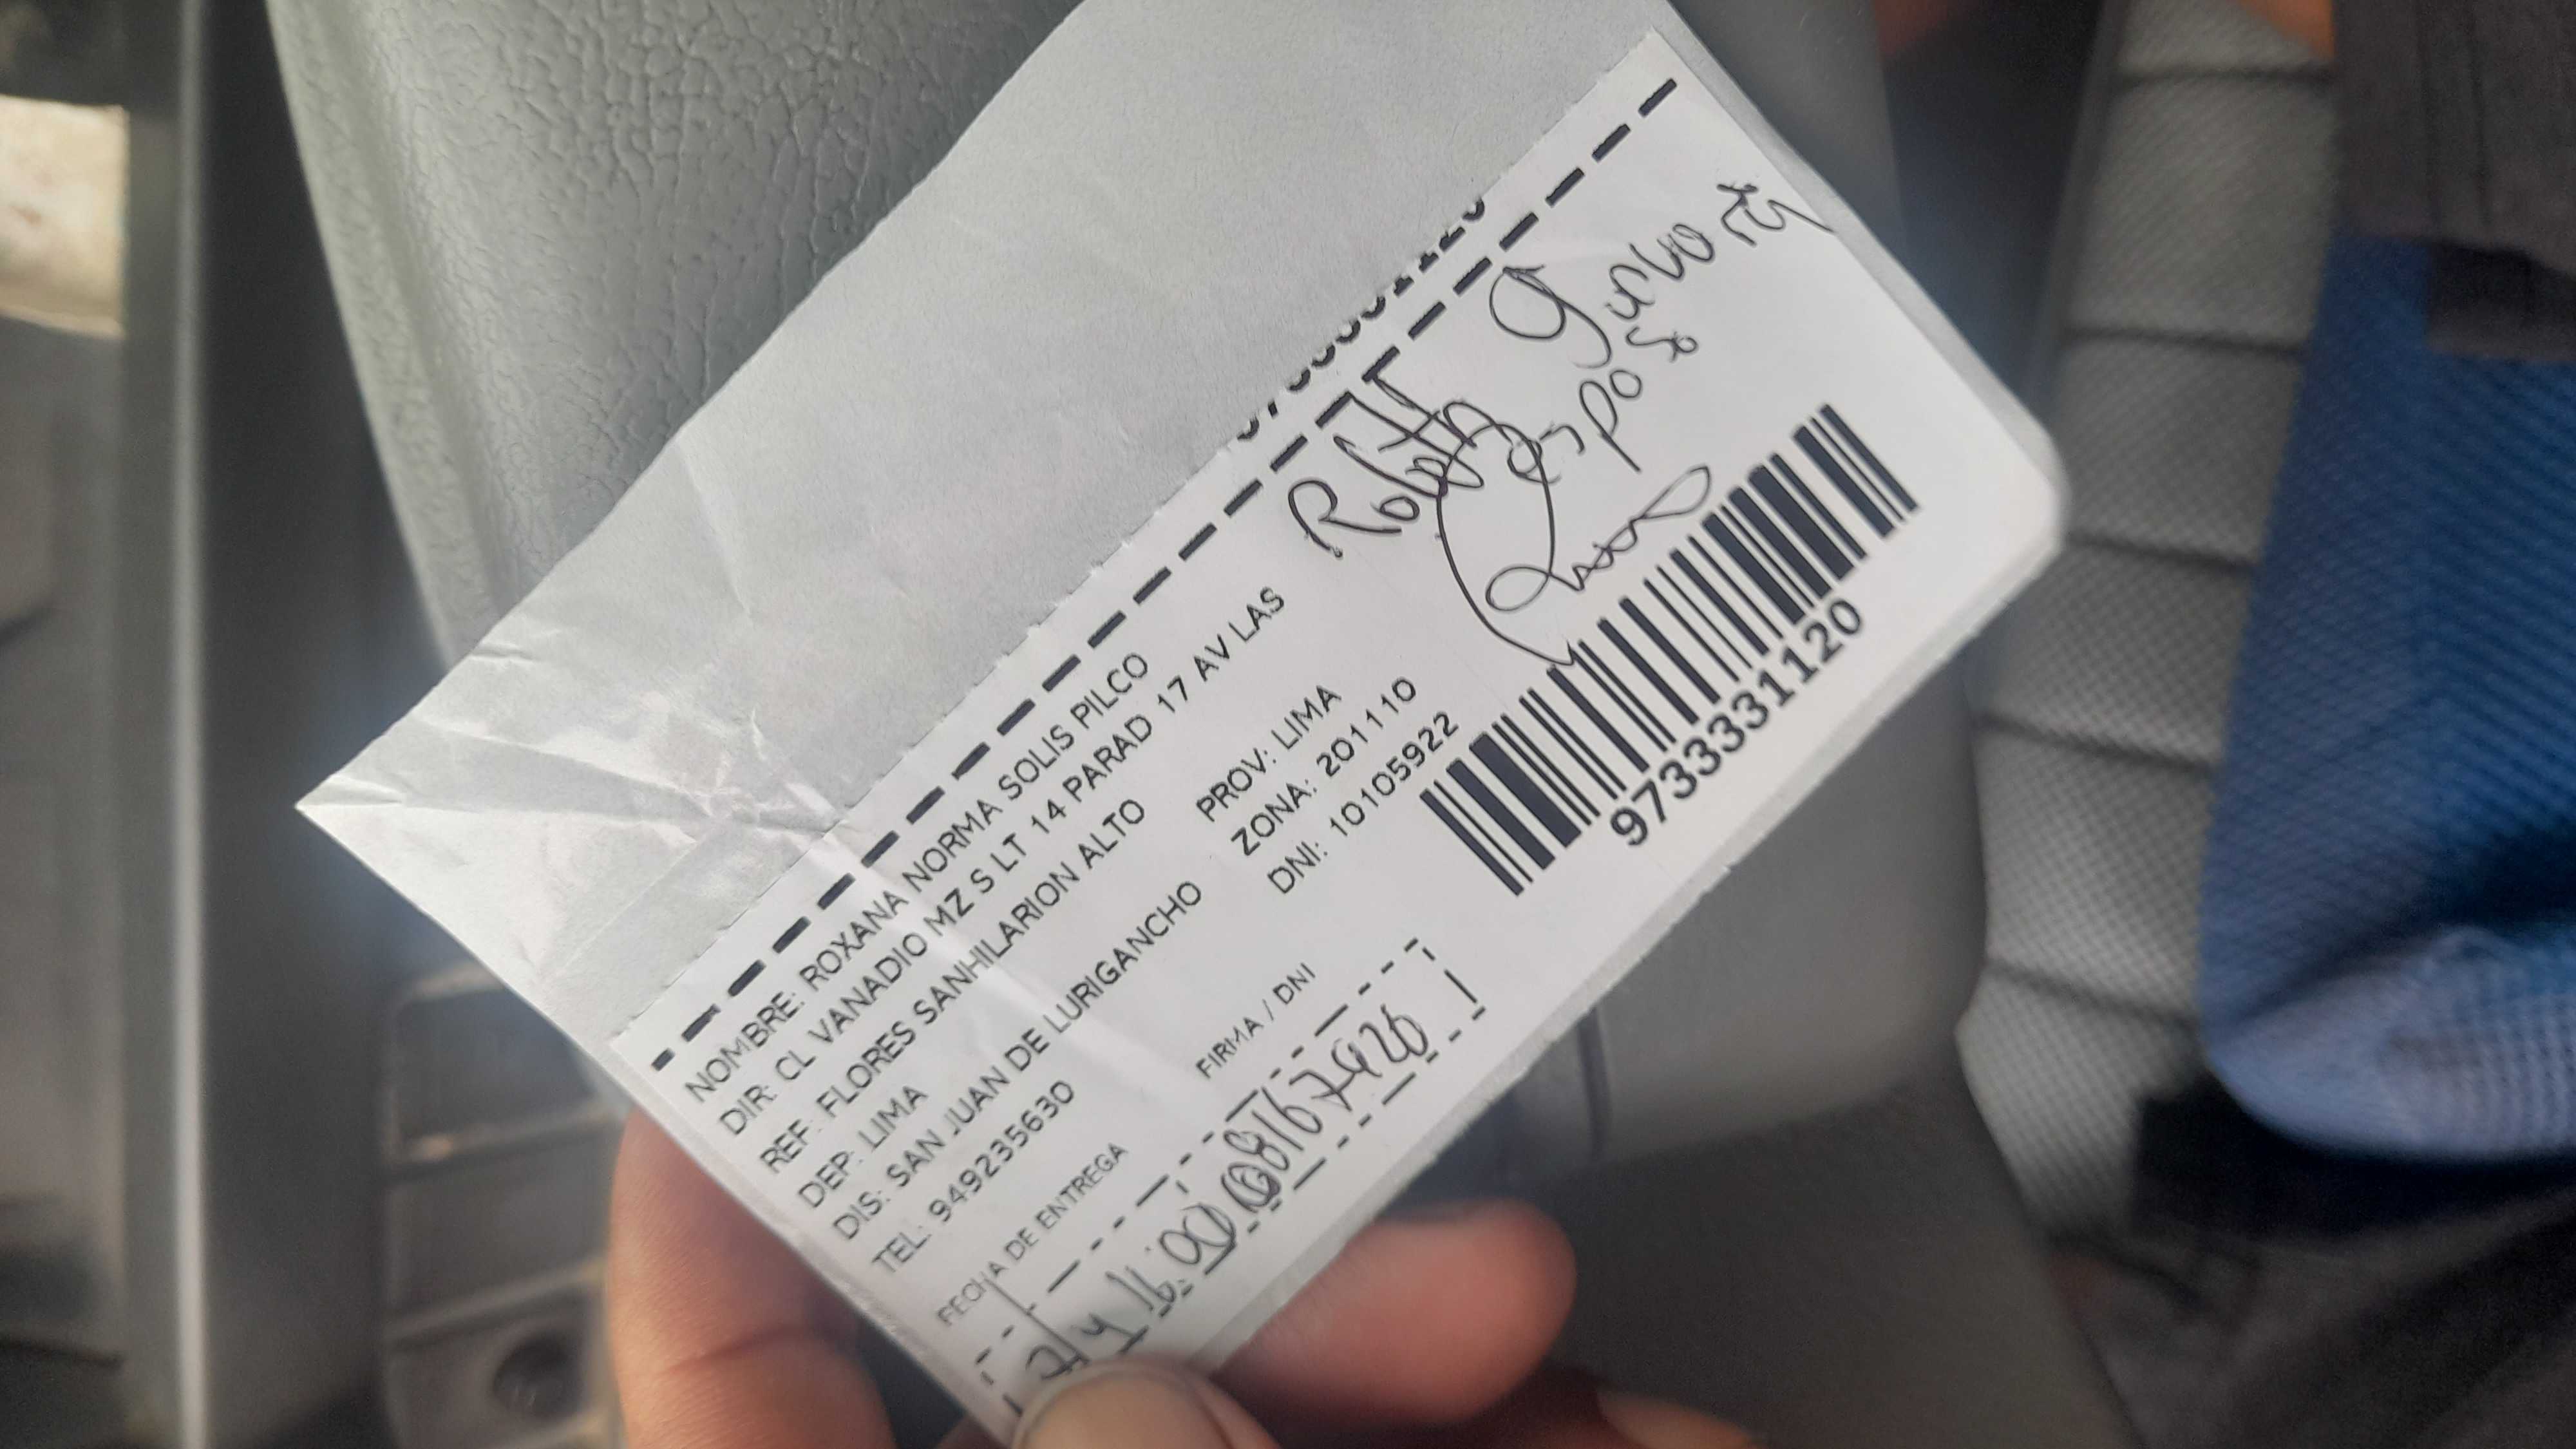 NOMBRE: ROXANA NORMA SOLIS PILCO
DIR: CL VANADIO MZ S LT 14 PARAD 17 AV LAS
REF: FLORES SANHILARION ALTO
DEP: LIMA PROV: LIMA
DIS: SAN JUAN DE LURIGANCHO ZONA: 201110
TEL: 949235630 DNI: 10105922
esposo
9733331120
FECHA DE ENTREGA FIRMA / DNI